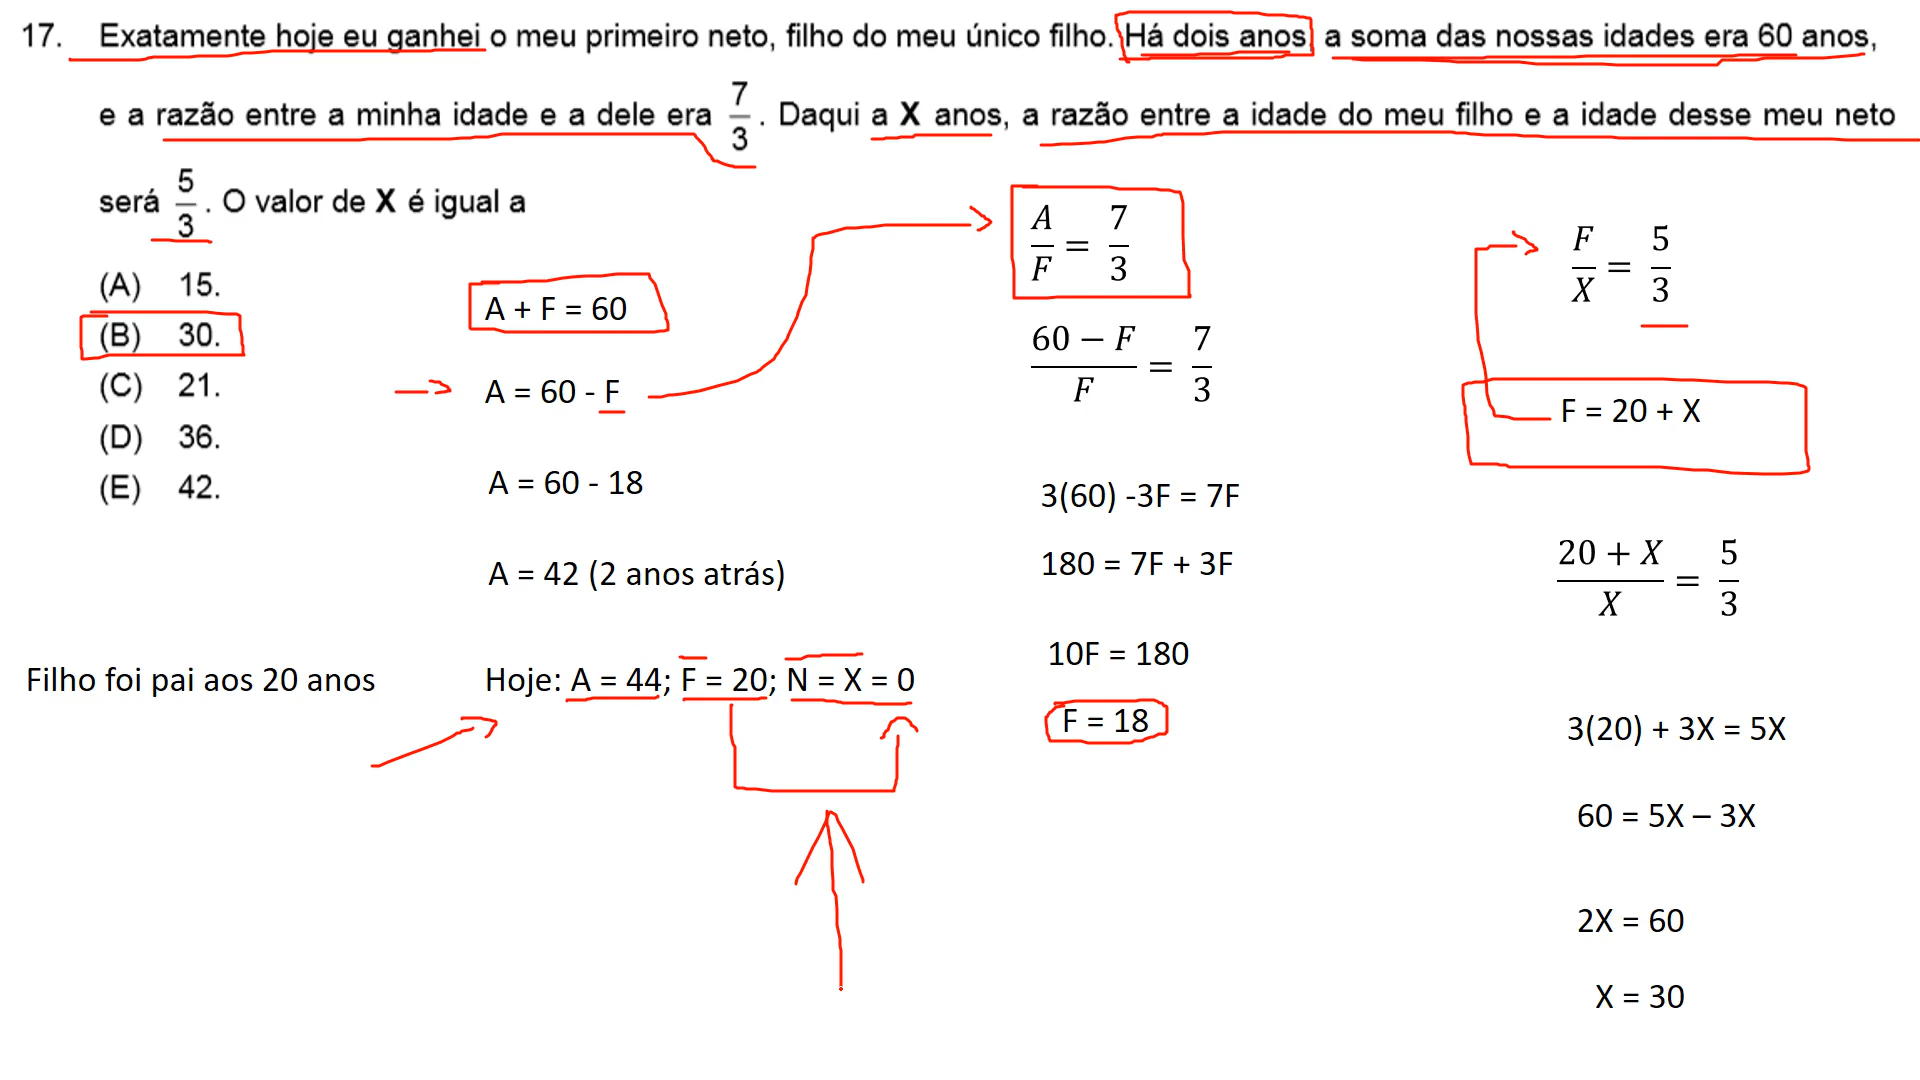 17. Exatamente hoje eu ganhei o meu primeiro neto, filho do meu único filho. Há dois anos a soma das nossas idades era 60 anos,
e a razão entre a minha idade e a dele era 7/3. Daqui a X anos, a razão entre a idade do meu filho e a idade desse meu neto
será 5/3. O valor de X é igual a
(A) 15.
(B) 30.
(C) 21.
(D) 36.
(E) 42.
A + F = 60
A = 60 - F
A = 60 - 18
A = 42 (2 anos atrás)
Filho foi pai aos 20 anos
Hoje: A = 44; F = 20; N = X = 0
A/F = 7/3
60 − F/F = 7/3
3(60) -3F = 7F
180 = 7F + 3F
10F = 180
F = 18
F/X = 5/3
F = 20 + X
20 + X/X = 5/3
3(20) + 3X = 5X
60 = 5X – 3X
2X = 60
X = 30